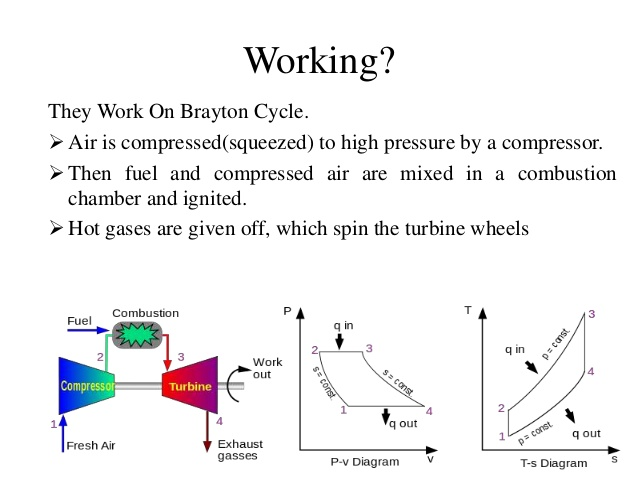 Working?
They Work On Brayton Cycle.
➢ Air is compressed(squeezed) to high pressure by a compressor.
➢ Then fuel and compressed air are mixed in a combustion
chamber and ignited.
➢ Hot gases are given off, which spin the turbine wheels
Fuel
Combustion
2
3
Compressor
Turbine
Work
out
1
4
Fresh Air
Exhaust
gasses
P
q in
2
3
s = const.
s = const.
1
4
q out
P-v Diagram
v
T
3
q in
p = const.
4
2
1
p = const.
q out
T-s Diagram
s